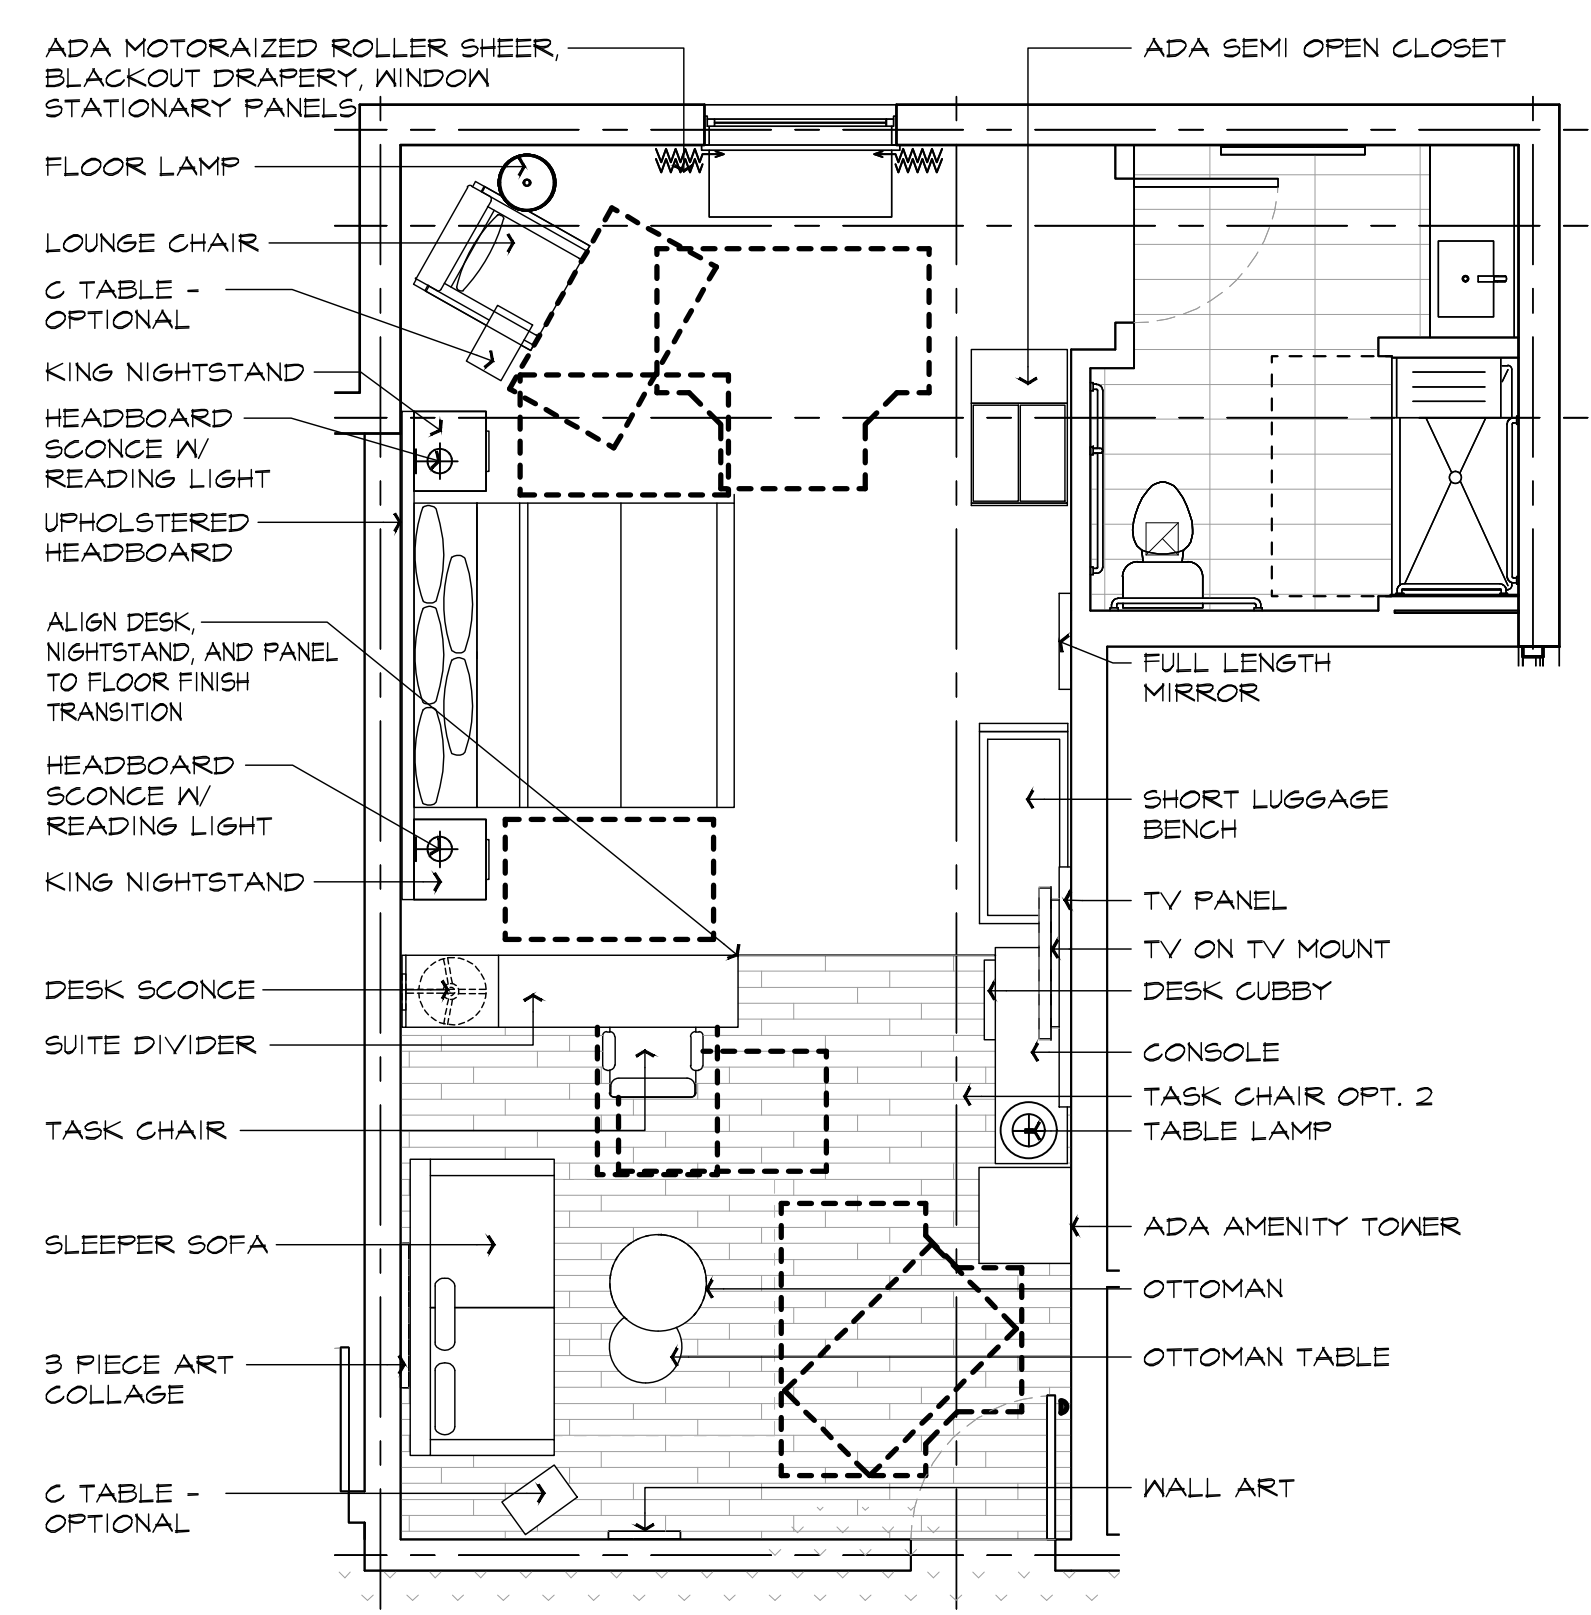 ADA MOTORAIZED ROLLER SHEER,
BLACKOUT DRAPERY, WINDOW
STATIONARY PANELS
FLOOR LAMP
LOUNGE CHAIR
C TABLE -
OPTIONAL
KING NIGHTSTAND
HEADBOARD
SCONCE W/
READING LIGHT
UPHOLSTERED
HEADBOARD
ALIGN DESK,
NIGHTSTAND, AND PANEL
TO FLOOR FINISH
TRANSITION
HEADBOARD
SCONCE W/
READING LIGHT
KING NIGHTSTAND
DESK SCONCE
SUITE DIVIDER
TASK CHAIR
SLEEPER SOFA
3 PIECE ART
COLLAGE
C TABLE -
OPTIONAL
ADA SEMI OPEN CLOSET
FULL LENGTH
MIRROR
SHORT LUGGAGE
BENCH
TV PANEL
TV ON TV MOUNT
DESK CUBBY
CONSOLE
TASK CHAIR OPT. 2
TABLE LAMP
ADA AMENITY TOWER
OTTOMAN
OTTOMAN TABLE
WALL ART